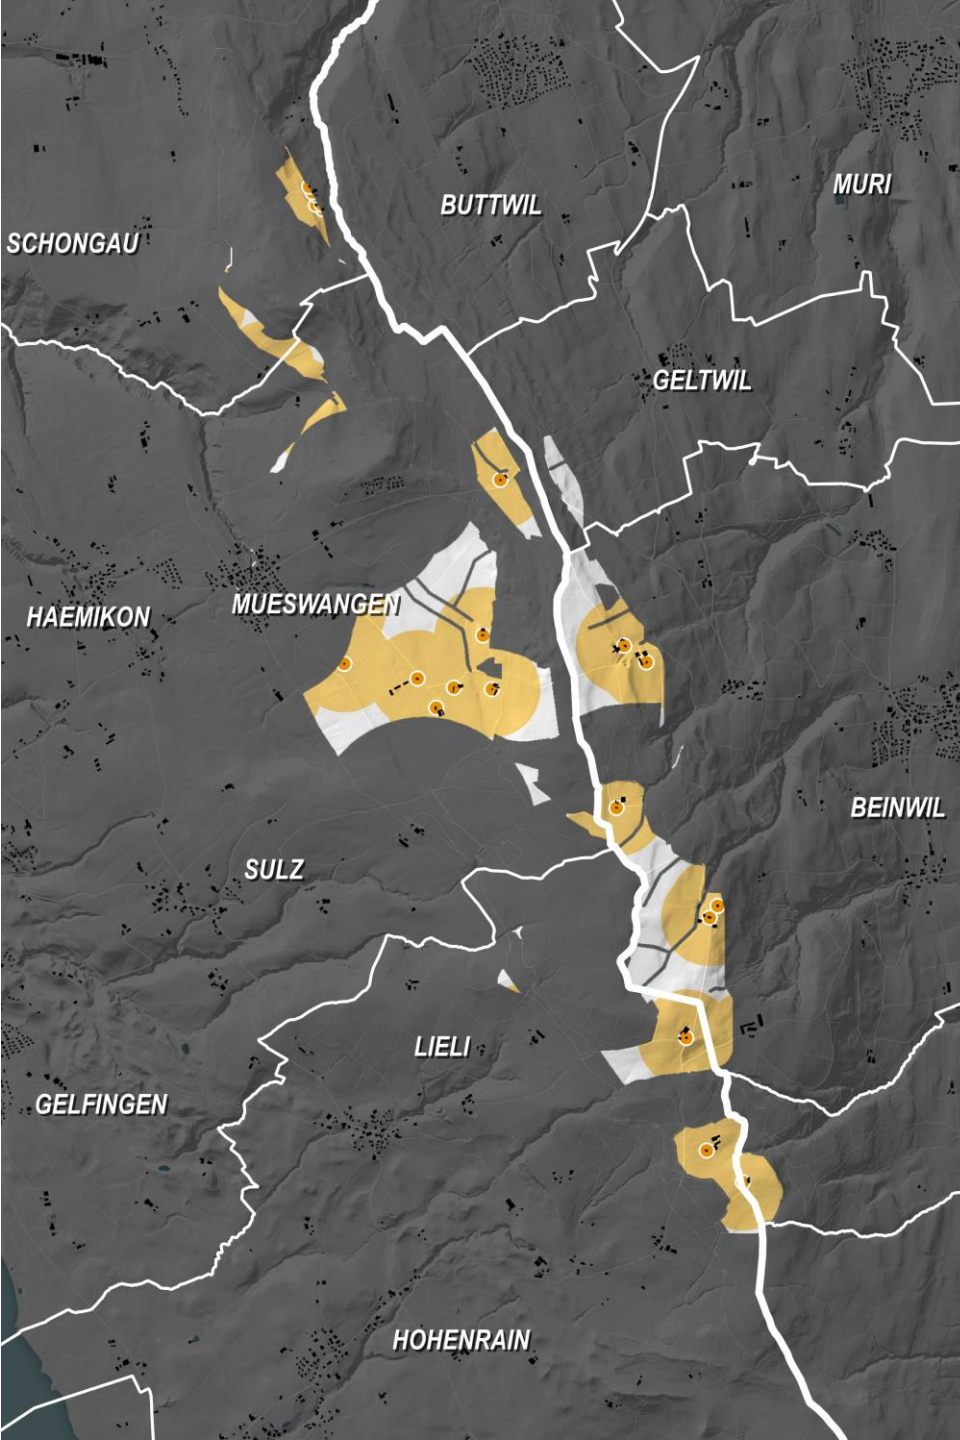 MURI
BUTTWIL
SCHONGAU
GELTWIL
MUESWANGEN
HAEMIKON
BEINWIL
SULZ
LIELI
GELFINGEN
HOHENRAIN